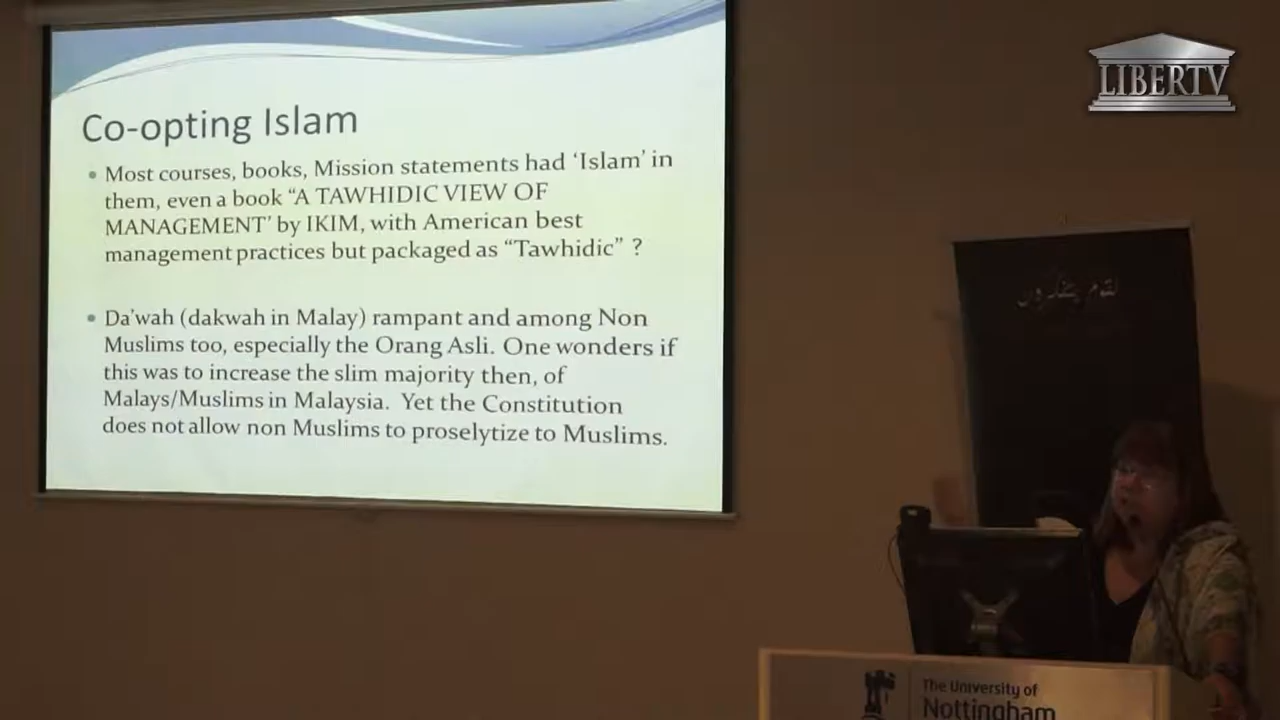 LIBERTV
Co-opting Islam
• Most courses, books, Mission statements had ‘Islam’ in
them, even a book “A TAWHIDIC VIEW OF
MANAGEMENT’ by IKIM, with American best
management practices but packaged as “Tawhidic” ?
• Da’wah (dakwah in Malay) rampant and among Non
Muslims too, especially the Orang Asli. One wonders if
this was to increase the slim majority then, of
Malays/Muslims in Malaysia. Yet the Constitution
does not allow non Muslims to proselytize to Muslims.
لقوم يتفكرون
The University of
Nottingham